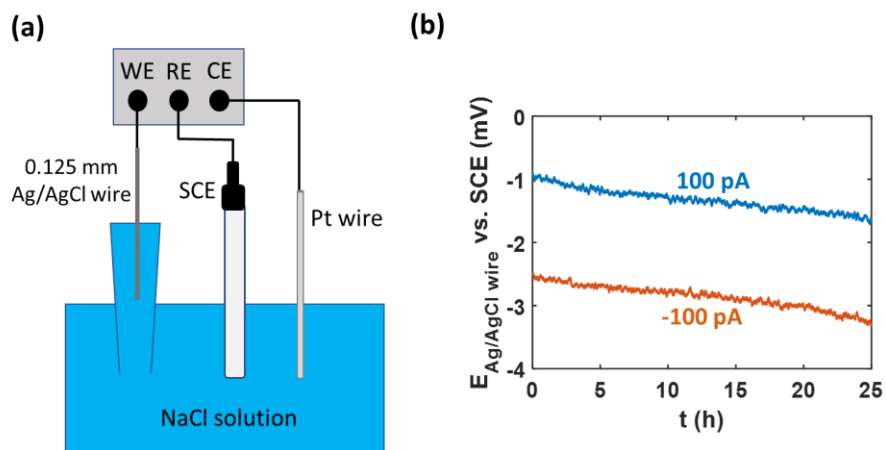 (a)
WE RE CE
0.125 mm
Ag/AgCl wire
SCE
Pt wire
NaCl solution
(b)
E Ag/AgCl wire vs. SCE (mV)
0
-1
-2
-3
-4
100 pA
-100 pA
0 5 10 15 20 25
t (h)